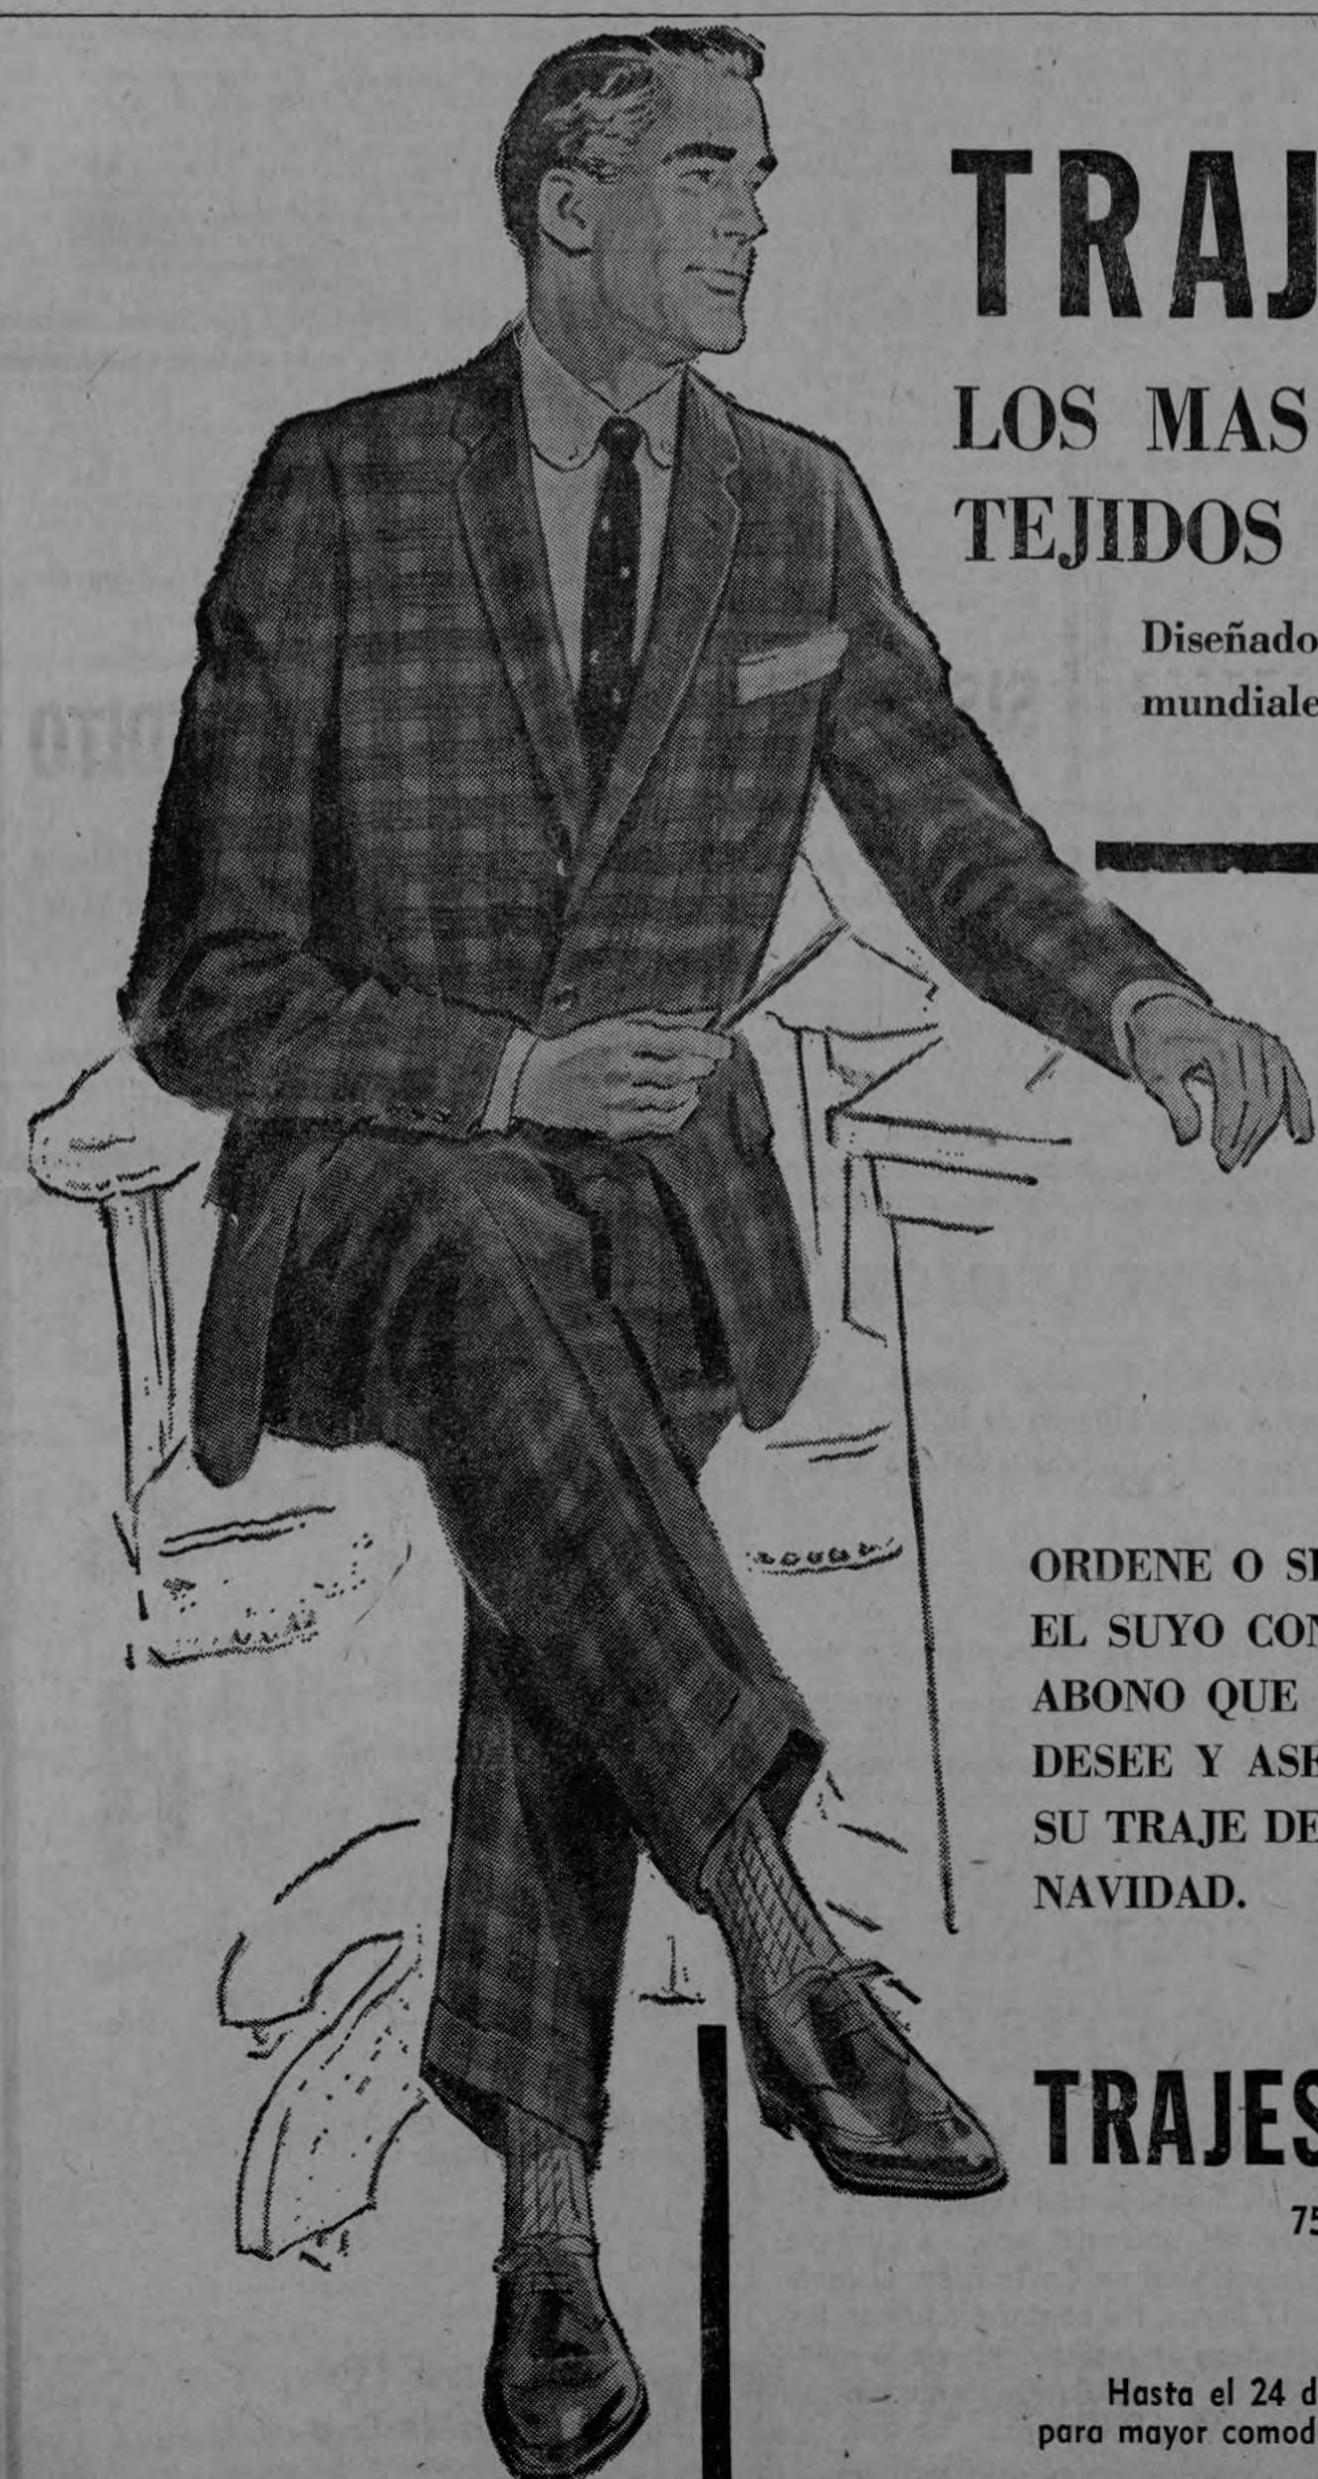 TRAJ
LOS MAS
TEJIDOS
Diseñado
mundiale
ORDENE O SE
EL SUYO CON
ABONO QUE
DESEE Y ASE
SU TRAJE DE
NAVIDAD.
TRAJES
75
Hasta el 24 d
para mayor comod